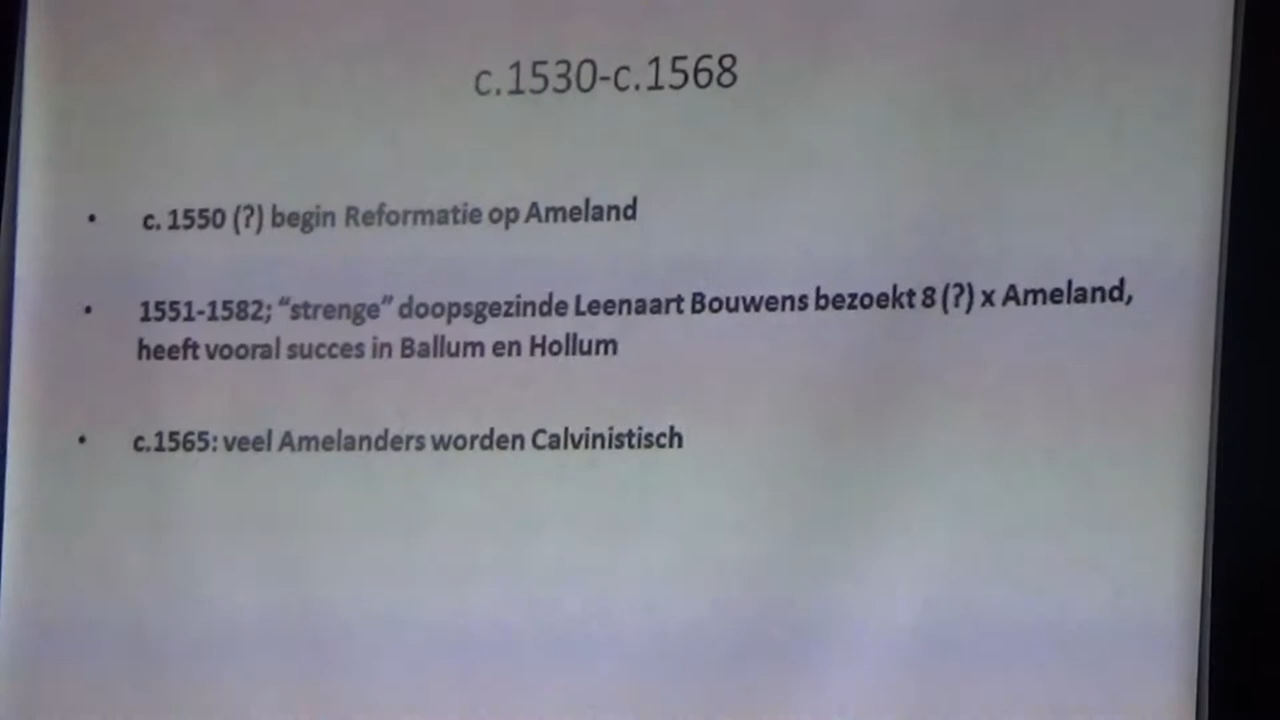 c.1530-c.1568
• c. 1550 (?) begin Reformatie op Ameland
• 1551-1582; “strenge” doopsgezinde Leenaart Bouwens bezoekt 8 (?) x Ameland,
heeft vooral succes in Ballum en Hollum
• c.1565: veel Amelanders worden Calvinistisch